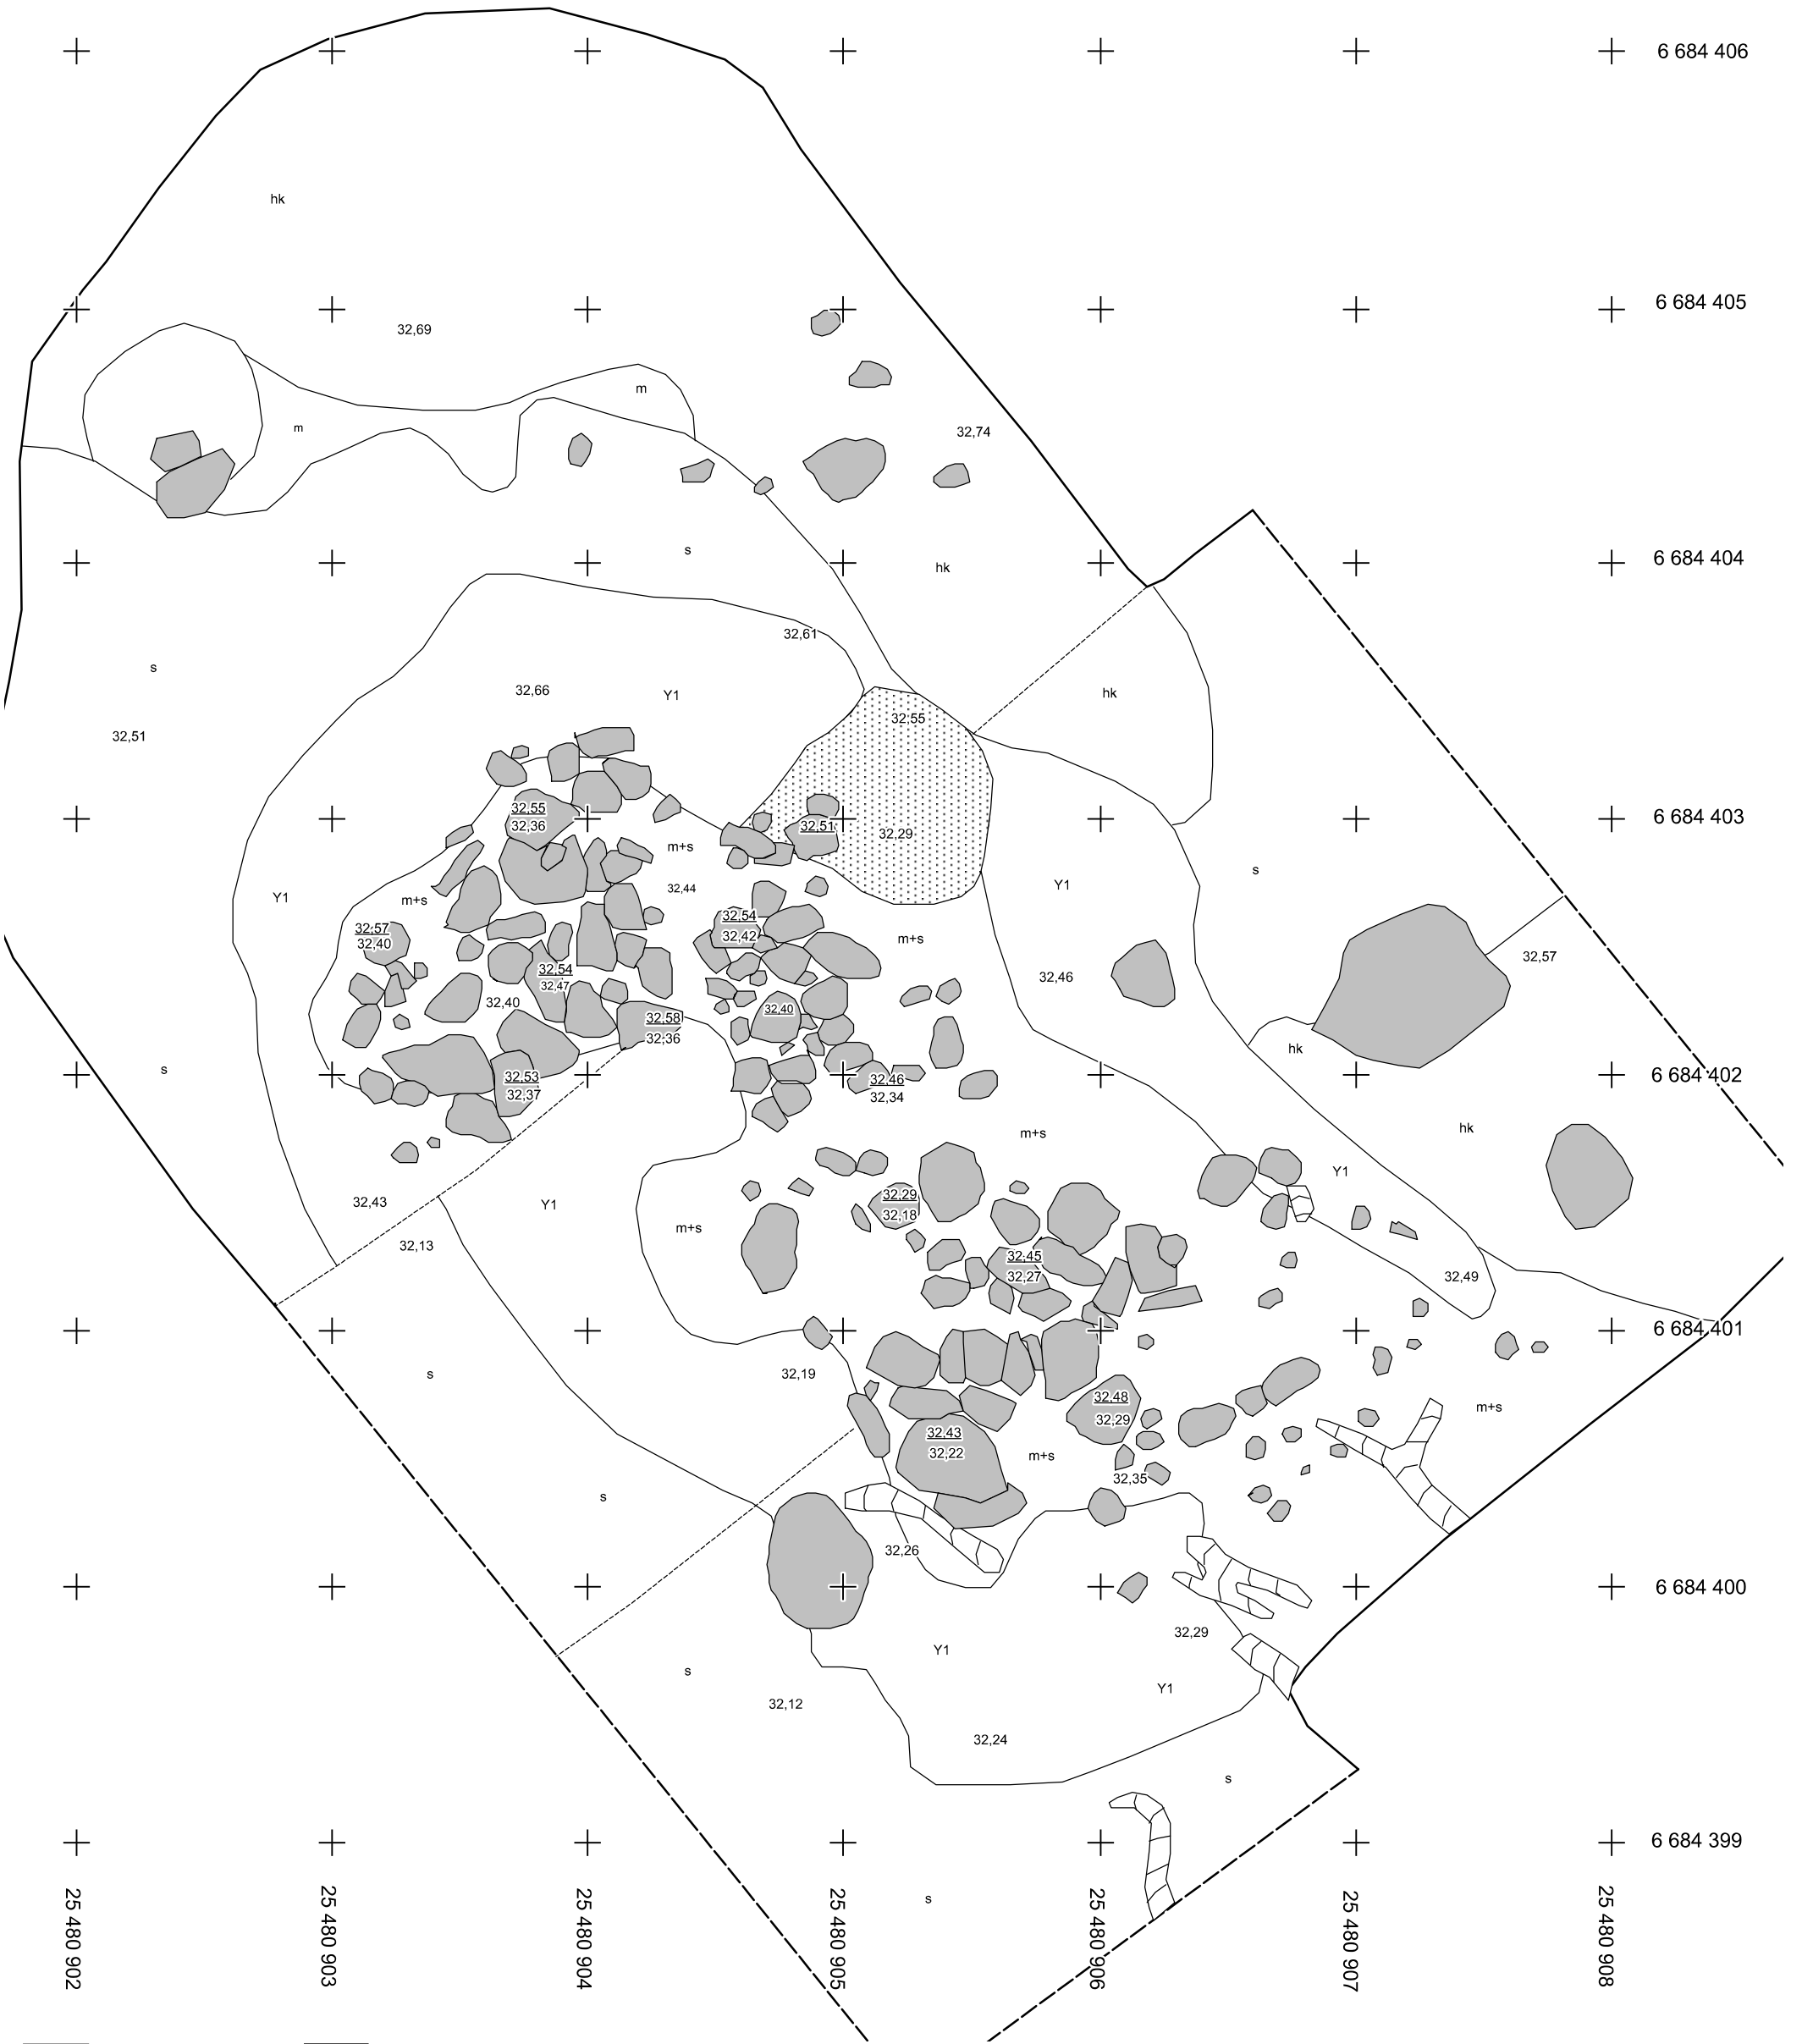 6 684 406
hk
6 684 405
32,69
m
m
32,74
s
6 684 404
hk
32,61
s
32,66
Y1
hk
32,55
32,51
32,55
32,36
32,51
32,29
6 684 403
m+s
s
Y1
32,44
Y1
m+s
32,57
32,40
32,54
32,42
m+s
32,57
32,54
32,47
32,46
32,40
32,40
32,58
32,36
hk
s
32,53
32,37
32,46
32,34
6 684 402
m+s
hk
Y1
32,43
Y1
32,29
32,18
m+s
32,13
32,45
32,27
32,49
6 684 401
s
32,19
32,48
32,29
m+s
32,43
32,22
m+s
32,35
s
32,26
6 684 400
32,29
Y1
s
Y1
32,12
32,24
s
6 684 399
s
25 480 902
25 480 903
25 480 904
25 480 905
25 480 906
25 480 907
25 480 908